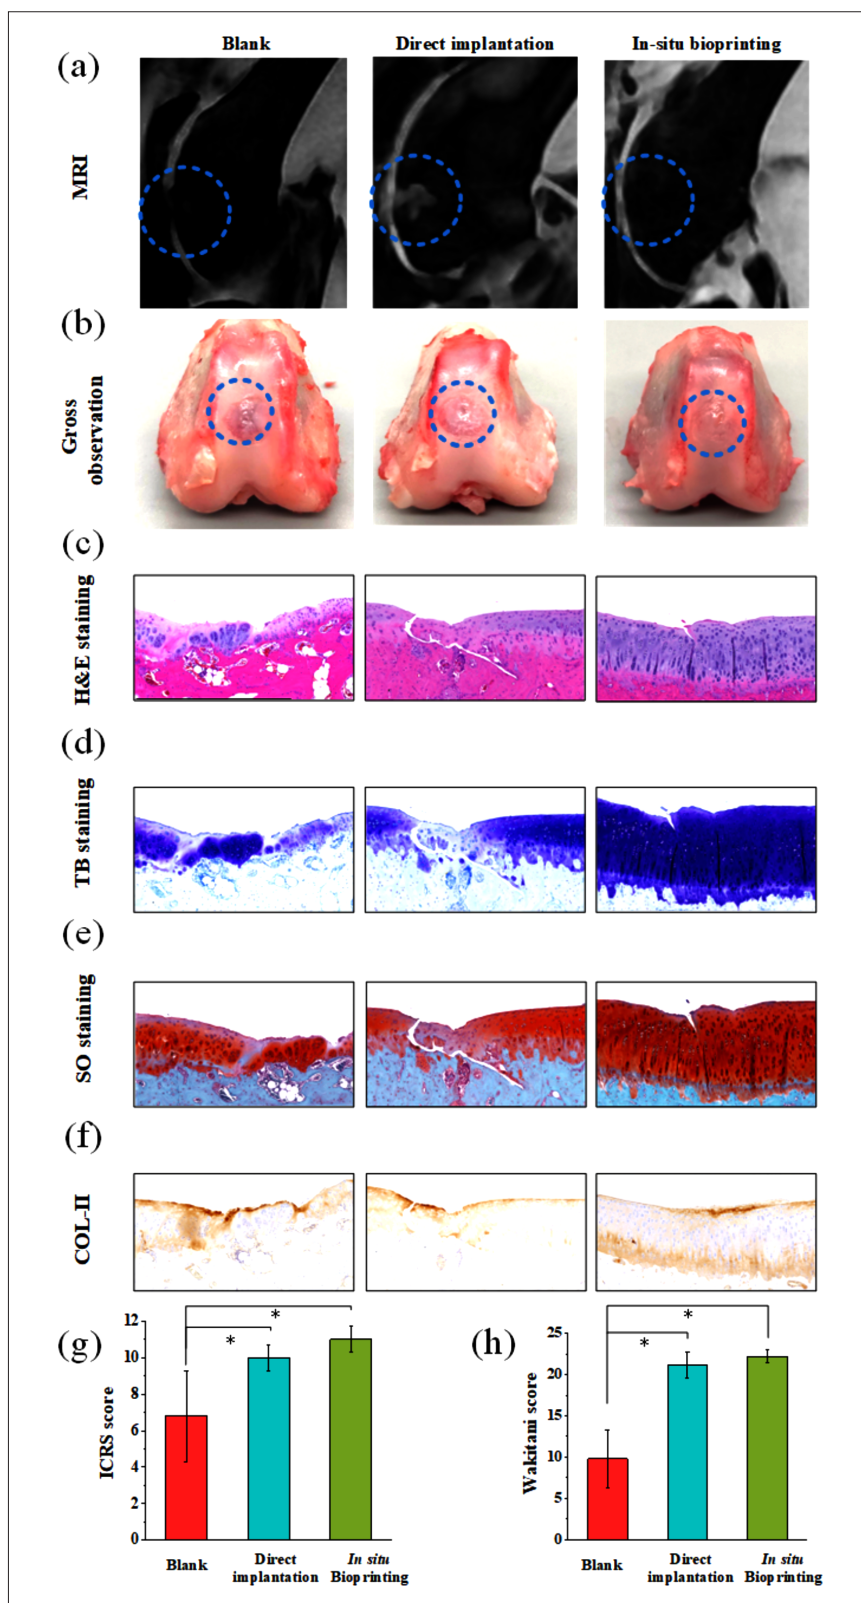 Blank Direct implantation In-situ bioprinting
(a)
MRI
(b)
Gross
observation
(c)
H&E staining
(d)
TB staining
(e)
SO staining
(f)
COL-II
(g)
ICRS score
12
10
8
6
4
2
0
*
*
Blank
Direct
implantation
In situ
Bioprinting
(h)
Wakitani score
25
20
15
10
5
0
*
*
Blank
Direct
implantation
In situ
Bioprinting